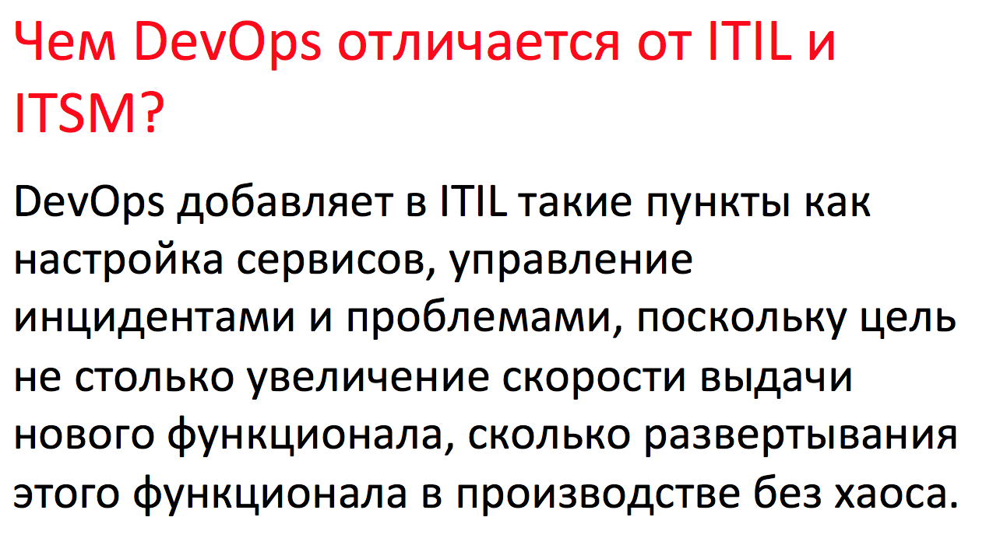 Чем DevOps отличается от ITIL и
ITSM?
DevOps добавляет в ITIL такие пункты как
настройка сервисов, управление
инцидентами и проблемами, поскольку цель
не столько увеличение скорости выдачи
нового функционала, сколько развертывания
этого функционала в производстве без хаоса.